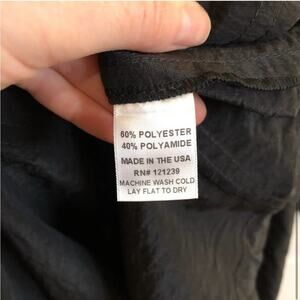 60% POLYESTER
40% POLYAMIDE
MADE IN THE USA
RN# 121239
MACHINE WASH COLD
LAY FLAT TO DRY